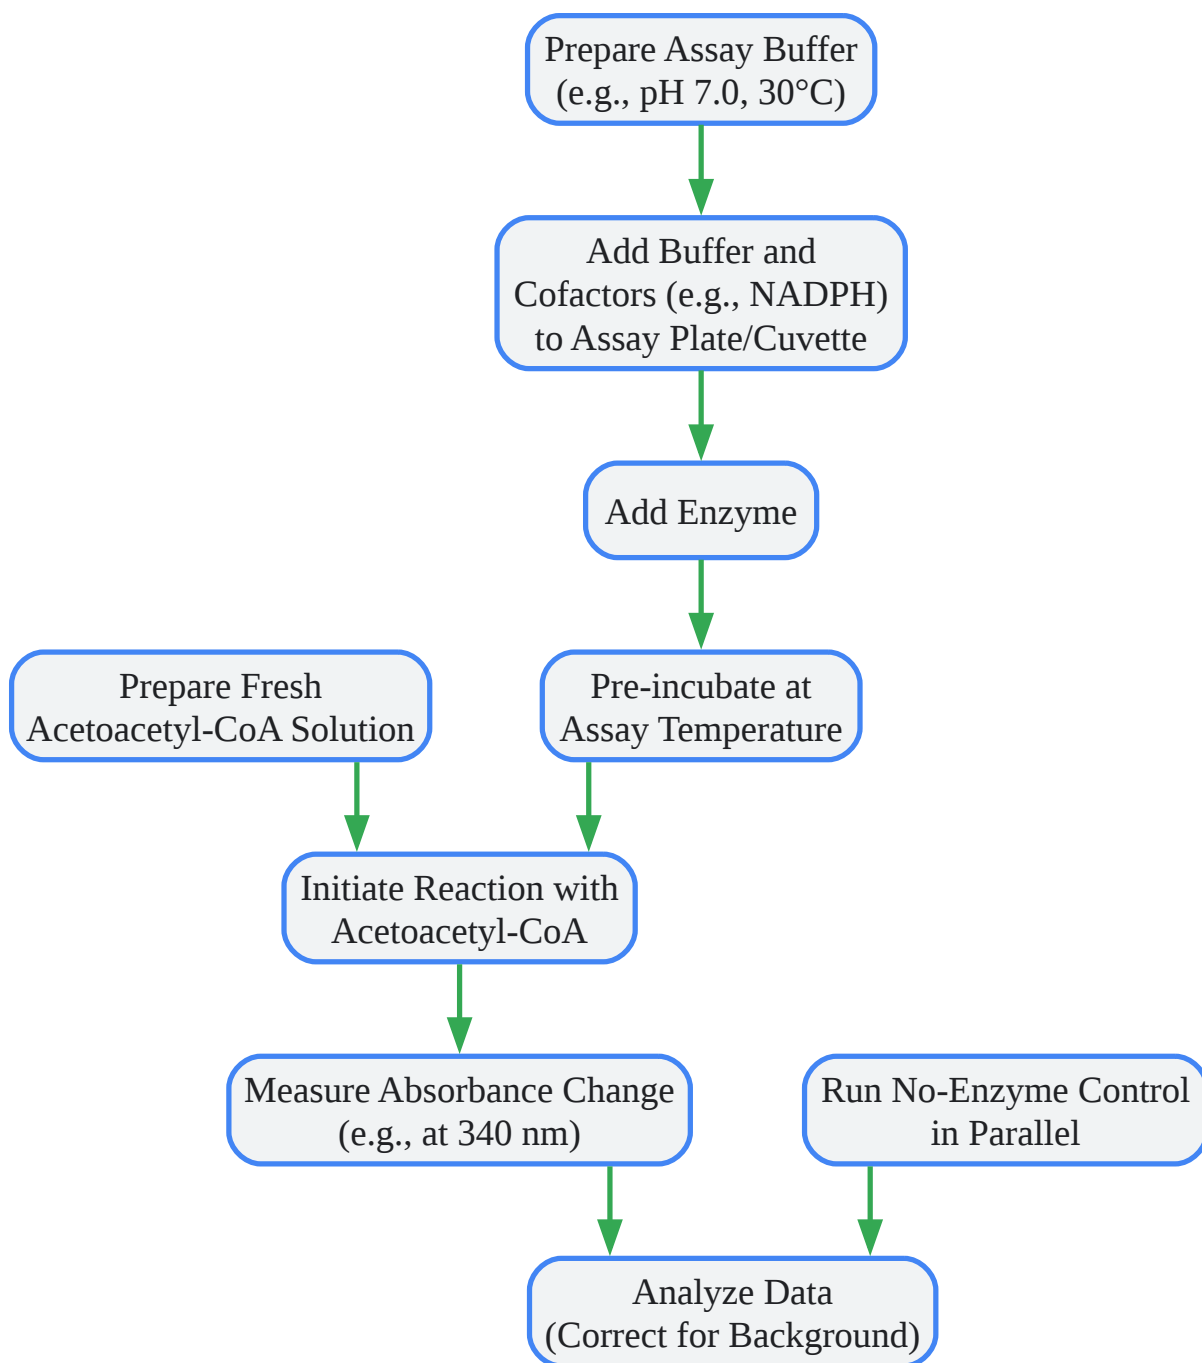 Prepare Assay Buffer
(e.g., pH 7.0, 30°C)
Add Buffer and
Cofactors (e.g., NADPH)
to Assay Plate/Cuvette
Add Enzyme
Prepare Fresh
Acetoacetyl-CoA Solution
Pre-incubate at
Assay Temperature
Initiate Reaction with
Acetoacetyl-CoA
Measure Absorbance Change
(e.g., at 340 nm)
Run No-Enzyme Control
in Parallel
Analyze Data
(Correct for Background)